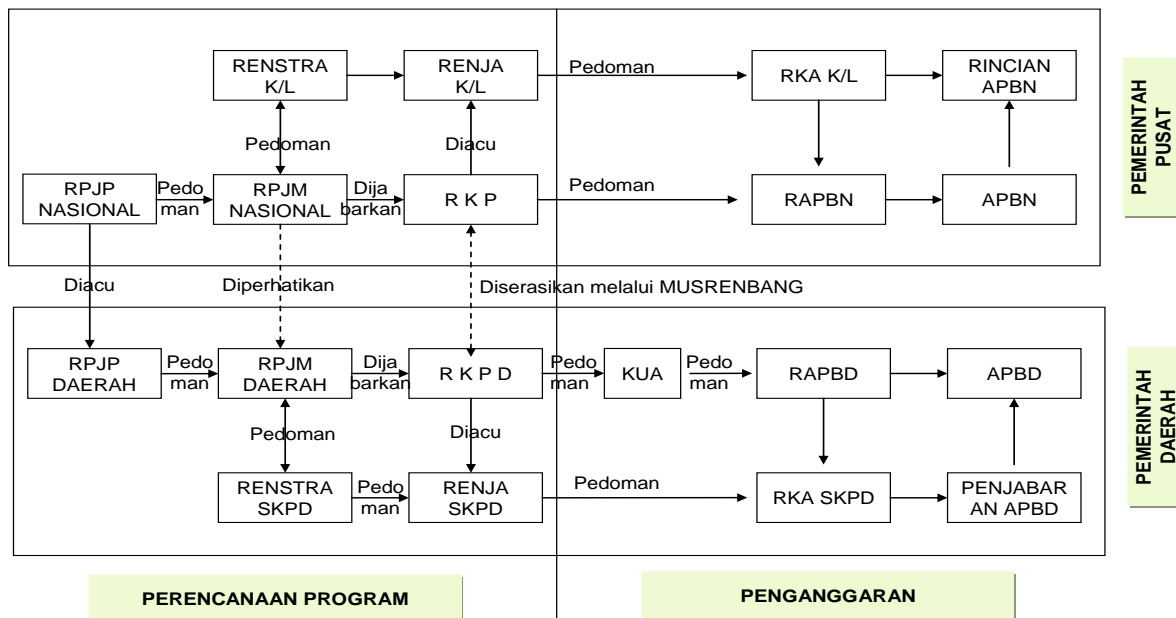 RENSTRA
K/L
RENJA
K/L
Pedoman
RKA K/L
RINCIAN
APBN
Pedoman
Diacu
RPJP
NASIONAL
Pedo
man
RPJM
NASIONAL
Dija
barkan
R K P
Pedoman
RAPBN
APBN
PEMERINTAH
PUSAT
Diacu
Diperhatikan
Diserasikan melalui MUSRENBANG
RPJP
DAERAH
Pedo
man
RPJM
DAERAH
Dija
barkan
R K P D
Pedo
man
KUA
Pedo
man
RAPBD
APBD
Pedoman
Diacu
RENSTRA
SKPD
Pedo
man
RENJA
SKPD
Pedoman
RKA SKPD
PENJABAR
AN APBD
PEMERINTAH
DAERAH
PERENCANAAN PROGRAM
PENGANGGARAN